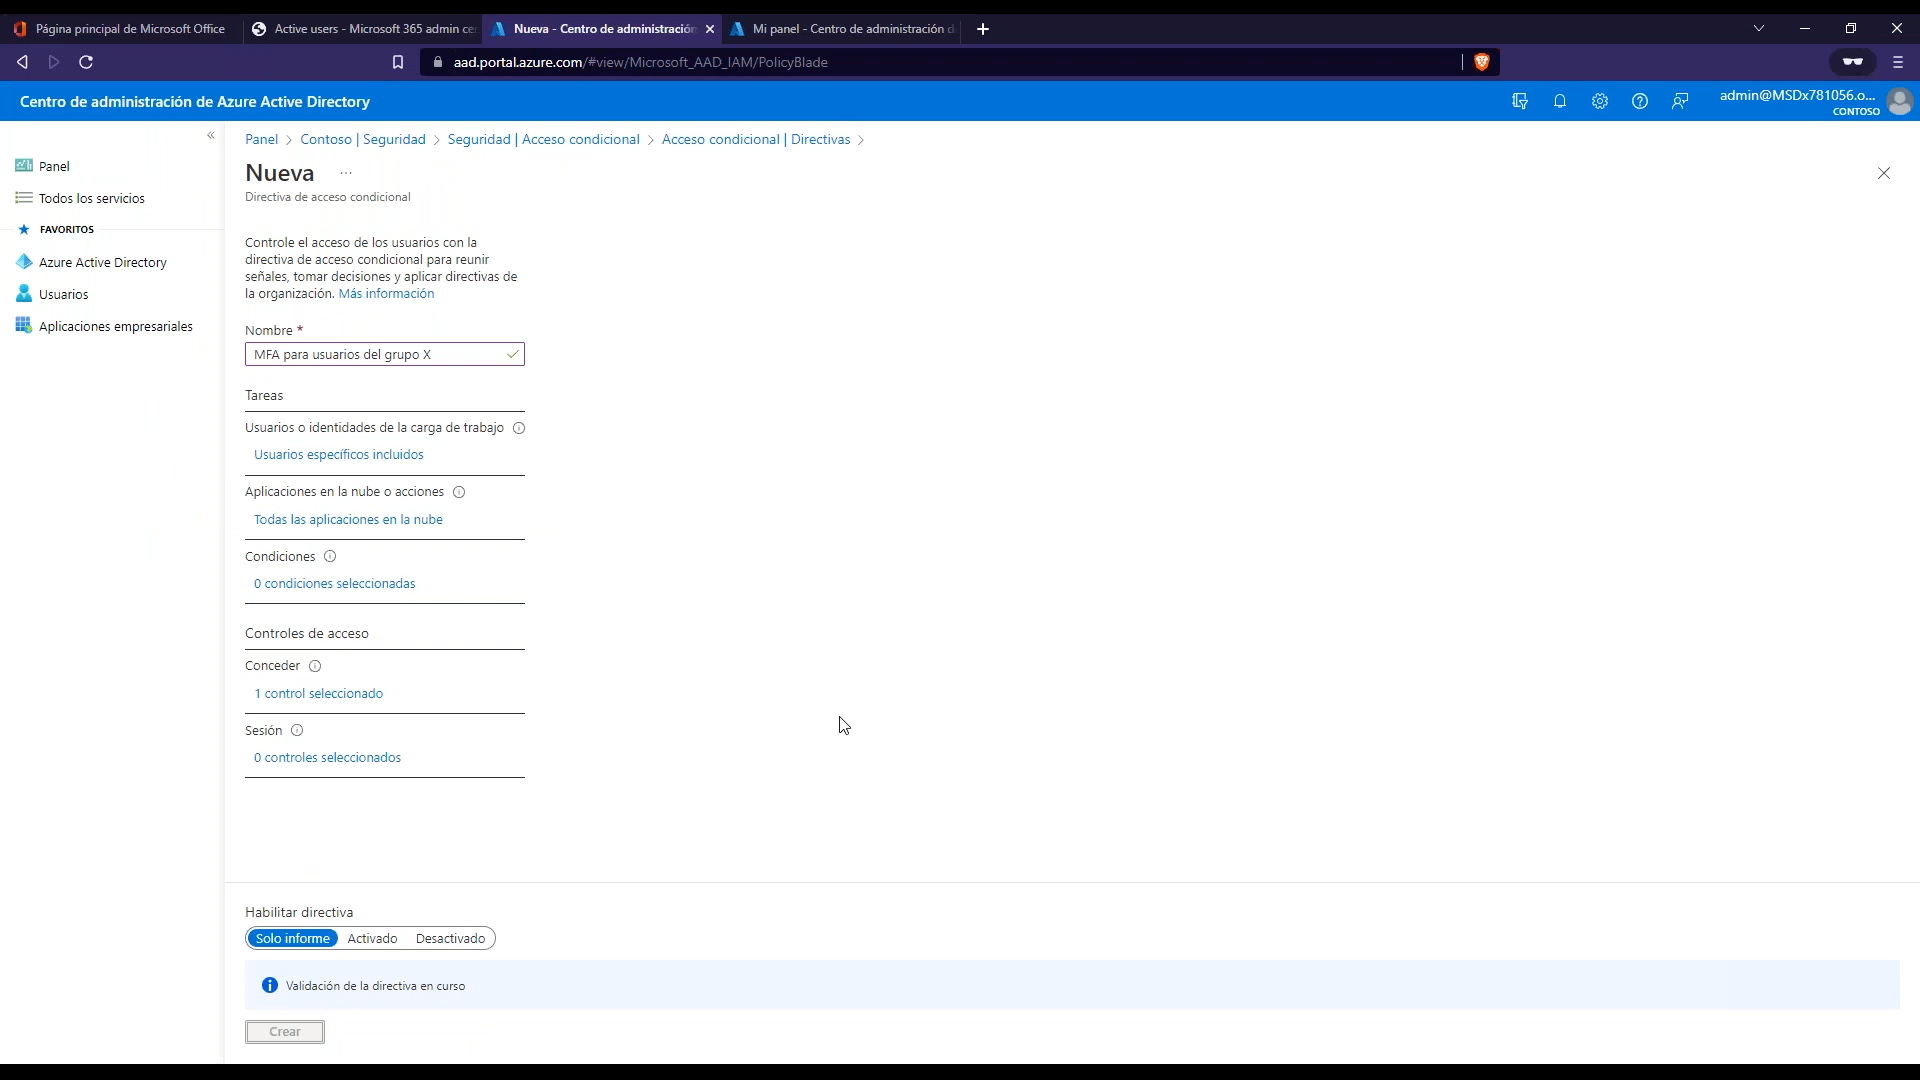 Página principal de Microsoft Office
Active users - Microsoft 365 admin ce
Nueva - Centro de administración
Mi panel - Centro de administración d
aad.portal.azure.com/#view/Microsoft_AAD_IAM/PolicyBlade
Centro de administración de Azure Active Directory
admin@MSDx781056.o...
CONTOSO
Panel
Todos los servicios
FAVORITOS
Azure Active Directory
Usuarios
Aplicaciones empresariales
Panel > Contoso | Seguridad > Seguridad | Acceso condicional > Acceso condicional | Directivas >
Nueva ...
Directiva de acceso condicional
Controle el acceso de los usuarios con la
directiva de acceso condicional para reunir
señales, tomar decisiones y aplicar directivas de
la organización. Más información
Nombre *
MFA para usuarios del grupo X
Tareas
Usuarios o identidades de la carga de trabajo
Usuarios específicos incluidos
Aplicaciones en la nube o acciones
Todas las aplicaciones en la nube
Condiciones
0 condiciones seleccionadas
Controles de acceso
Conceder
1 control seleccionado
Sesión
0 controles seleccionados
Habilitar directiva
Solo informe Activado Desactivado
Validación de la directiva en curso
Crear